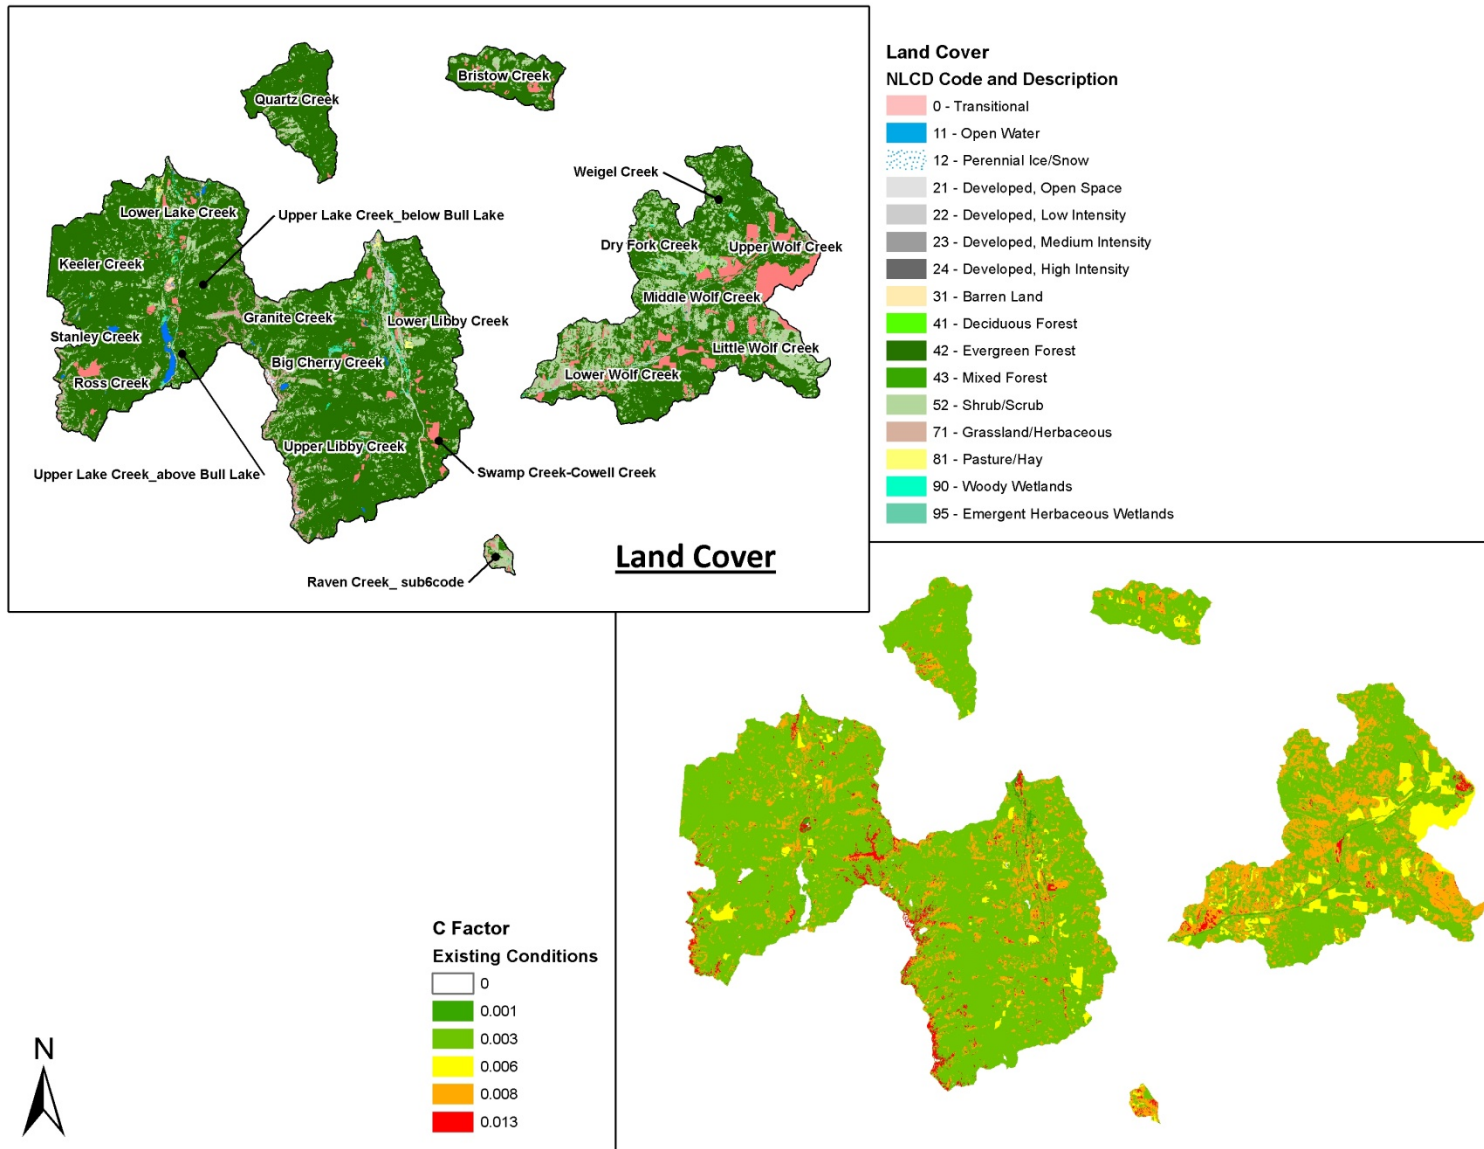 Bristow Creek
Quartz Creek
Weigel Creek
Lower Lake Creek
Upper Lake Creek_below Bull Lake
Dry Fork Creek
Upper Wolf Creek
Keeler Creek
Middle Wolf Creek
Granite Creek
Lower Libby Creek
Stanley Creek
Little Wolf Creek
Big Cherry Creek
Lower Wolf Creek
Ross Creek
Upper Libby Creek
Upper Lake Creek_above Bull Lake
Swamp Creek-Cowell Creek
Raven Creek_ sub6code
Land Cover
Land Cover
NLCD Code and Description
0 - Transitional
11 - Open Water
12 - Perennial Ice/Snow
21 - Developed, Open Space
22 - Developed, Low Intensity
23 - Developed, Medium Intensity
24 - Developed, High Intensity
31 - Barren Land
41 - Deciduous Forest
42 - Evergreen Forest
43 - Mixed Forest
52 - Shrub/Scrub
71 - Grassland/Herbaceous
81 - Pasture/Hay
90 - Woody Wetlands
95 - Emergent Herbaceous Wetlands
C Factor
Existing Conditions
0
0.001
0.003
0.006
0.008
0.013
N